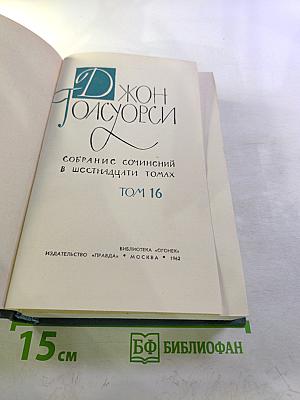 ДЖОН
ГОЛСУОРСИ
СОБРАНИЕ СОЧИНЕНИЙ
В ШЕСТНАДЦАТИ ТОМАХ
ТОМ 16
БИБЛИОТЕКА «ОГОНЕК»
ИЗДАТЕЛЬСТВО «ПРАВДА» • МОСКВА • 1962
15 см
БФ БИБЛИОФАН